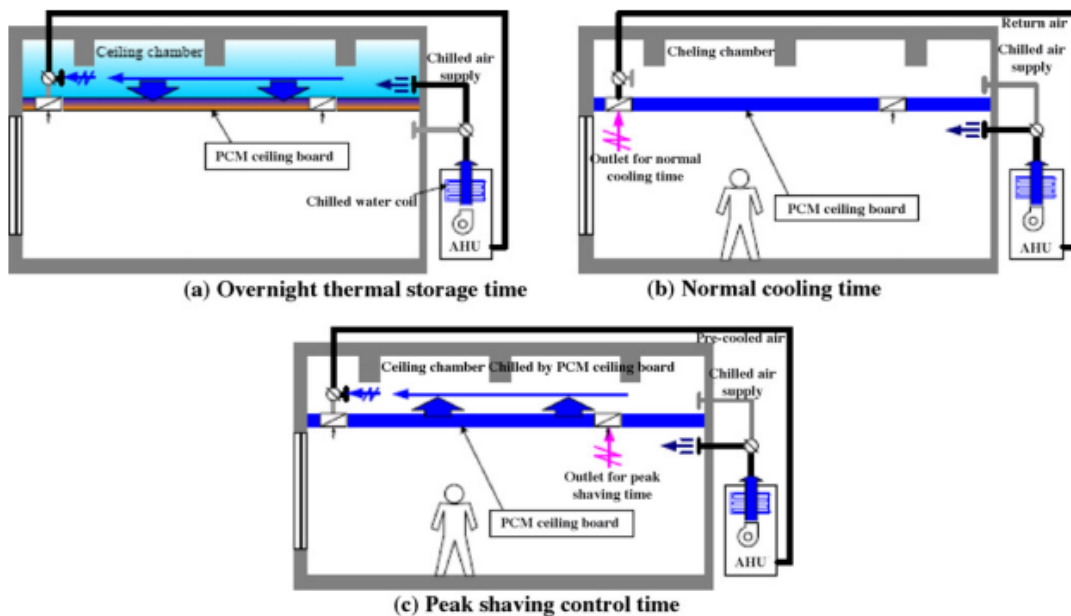 Ceiling chamber
Chilled air
supply
PCM ceiling board
Chilled water coil
AHU
(a) Overnight thermal storage time
Return air
Cheling chamber
Chilled air
supply
Outlet for normal
cooling time
PCM ceiling board
AHU
(b) Normal cooling time
Pre-cooled air
Ceiling chamber
Chilled by PCM ceiling board
Chilled air
supply
Outlet for peak
shaving time
PCM ceiling board
AHU
(c) Peak shaving control time